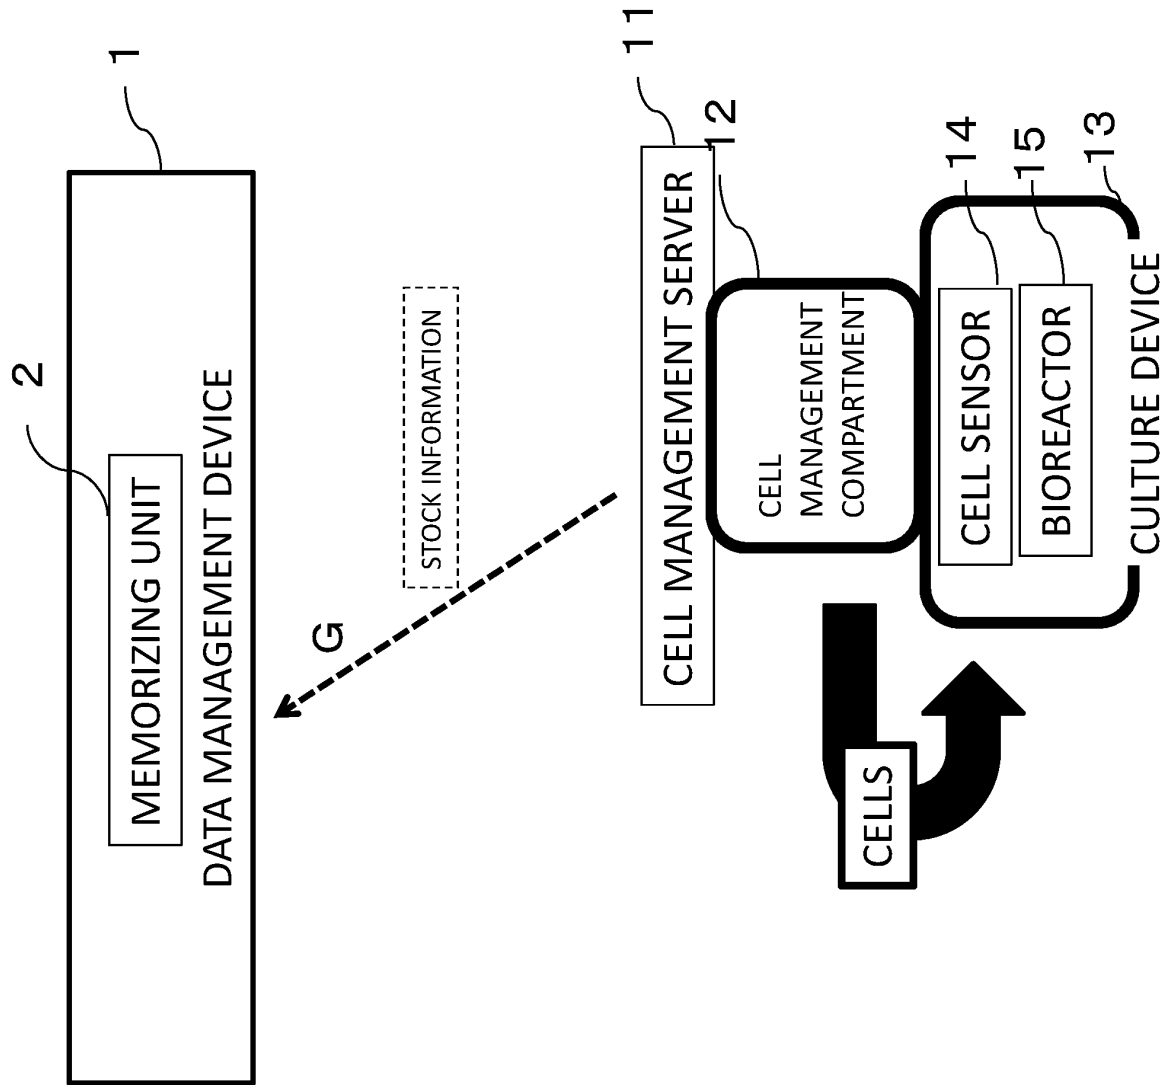 1
2
MEMORIZING UNIT
DATA MANAGEMENT DEVICE
G
STOCK INFORMATION
11
CELL MANAGEMENT SERVER
12
CELL
MANAGEMENT
COMPARTMENT
CELLS
14
CELL SENSOR
15
BIOREACTOR
13
CULTURE DEVICE